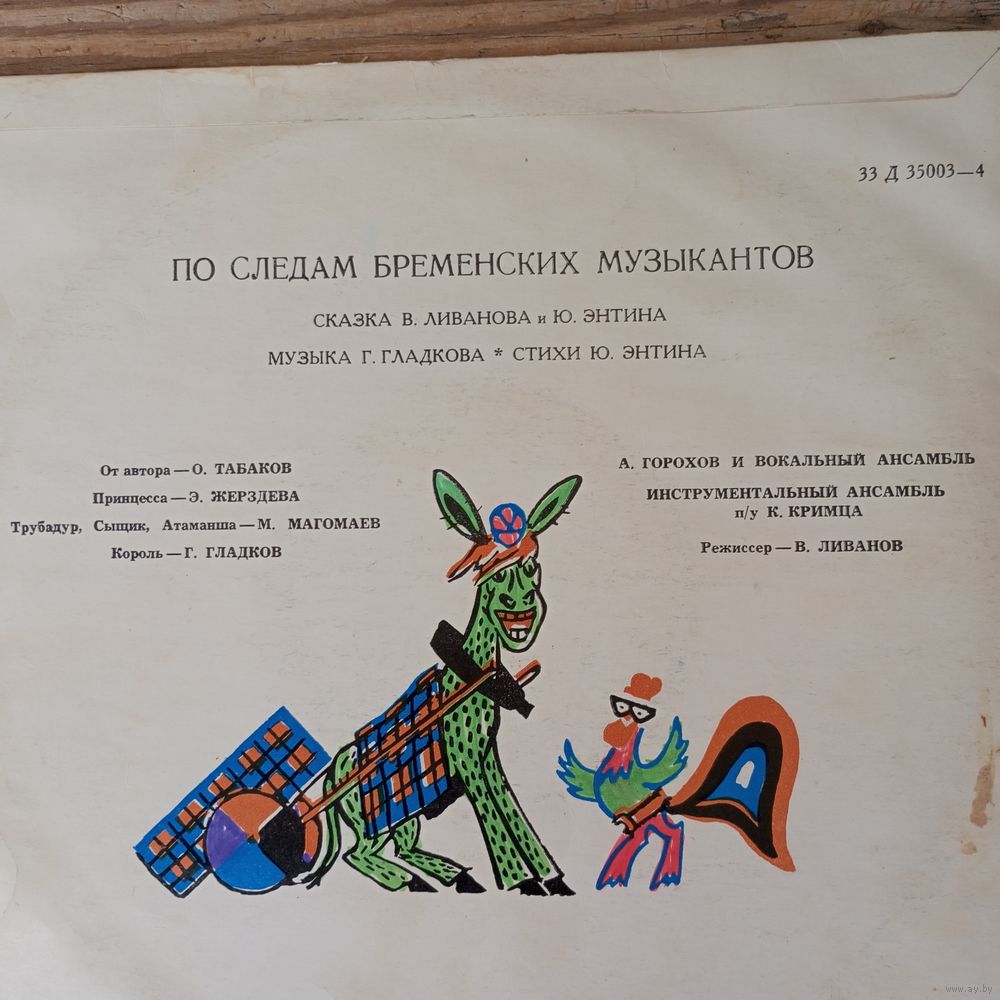 33 Д 35003—4
ПО СЛЕДАМ БРЕМЕНСКИХ МУЗЫКАНТОВ
СКАЗКА В. ЛИВАНОВА и Ю. ЭНТИНА
МУЗЫКА Г. ГЛАДКОВА * СТИХИ Ю. ЭНТИНА
От автора — О. ТАБАКОВ
Принцесса — Э. ЖЕРЗДЕВА
Трубадур, Сыщик, Атаманша — М. МАГОМАЕВ
Король — Г. ГЛАДКОВ
А. ГОРОХОВ И ВОКАЛЬНЫЙ АНСАМБЛЬ
ИНСТРУМЕНТАЛЬНЫЙ АНСАМБЛЬ
п/у К. КРИМЦА
Режиссер — В. ЛИВАНОВ
www.ay.by